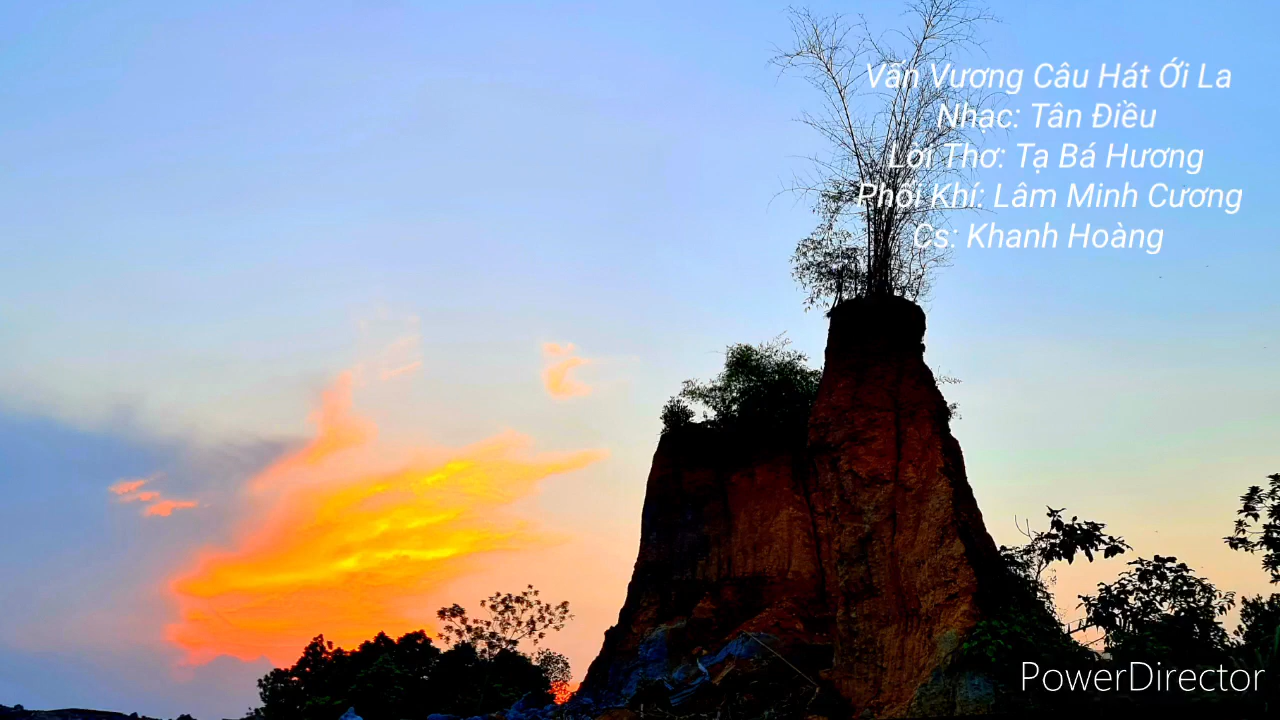 Vấn Vương Câu Hát Ới La
Nhạc: Tân Điều
Lời Thơ: Tạ Bá Hương
Phối Khí: Lâm Minh Cương
Cs: Khanh Hoàng
PowerDirector